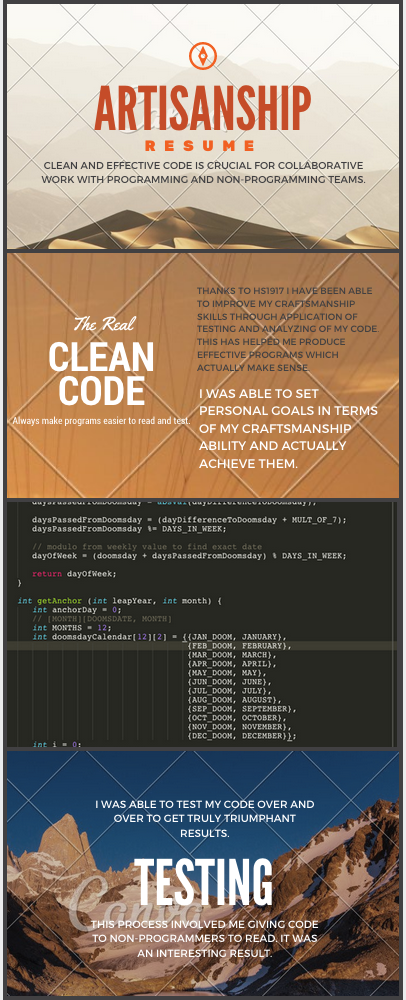 ARTISANSHIP
RESUME
CLEAN AND EFFECTIVE CODE IS CRUCIAL FOR COLLABORATIVE
WORK WITH PROGRAMMING AND NON-PROGRAMMING TEAMS.
The Real
CLEAN
CODE
Always make programs easier to read and test.
THANKS TO HS1917 I HAVE BEEN ABLE
TO IMPROVE MY CRAFTSMANSHIP
SKILLS THROUGH APPLICATION OF
TESTING AND ANALYZING OF MY CODE.
THIS HAS HELPED ME PRODUCE
EFFECTIVE PROGRAMS WHICH
ACTUALLY MAKE SENSE.
I WAS ABLE TO SET
PERSONAL GOALS IN TERMS
OF MY CRAFTSMANSHIP
ABILITY AND ACTUALLY
ACHIEVE THEM.
daysPassedFromDoomsday = absVal(dayDifferenceToDoomsday);
daysPassedFromDoomsday = (dayDifferenceToDoomsday + MULT_OF_7);
daysPassedFromDoomsday %= DAYS_IN_WEEK;
// modulo from weekly value to find exact date
dayOfWeek = (doomsday + daysPassedFromDoomsday) % DAYS_IN_WEEK;
return dayOfWeek;
}
int getAnchor (int leapYear, int month) {
int anchorDay = 0;
// [MONTH][DOOMSDATE, MONTH]
int MONTHS = 12;
int doomsdayCalendar[12][2] = {{JAN_DOOM, JANUARY},
{FEB_DOOM, FEBRUARY},
{MAR_DOOM, MARCH},
{APR_DOOM, APRIL},
{MAY_DOOM, MAY},
{JUN_DOOM, JUNE},
{JUL_DOOM, JULY},
{AUG_DOOM, AUGUST},
{SEP_DOOM, SEPTEMBER},
{OCT_DOOM, OCTOBER},
{NOV_DOOM, NOVEMBER},
{DEC_DOOM, DECEMBER}};
int i = 0;
I WAS ABLE TO TEST MY CODE OVER AND
OVER TO GET TRULY TRIUMPHANT
RESULTS.
TESTING
Canva
THIS PROCESS INVOLVED ME GIVING CODE
TO NON-PROGRAMMERS TO READ. IT WAS
AN INTERESTING RESULT.